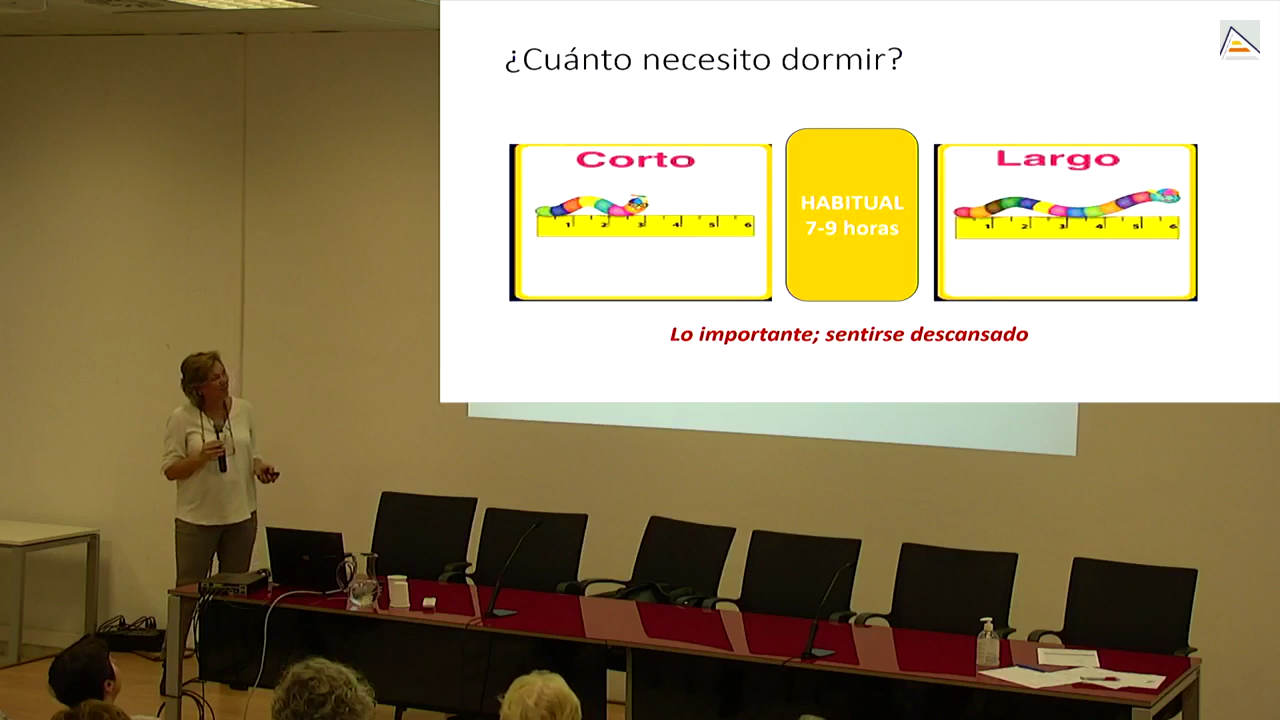 ¿Cuánto necesito dormir?
Corto
1 2 3 4 5 6
HABITUAL
7-9 horas
Largo
1 2 3 4 5 6
Lo importante; sentirse descansado